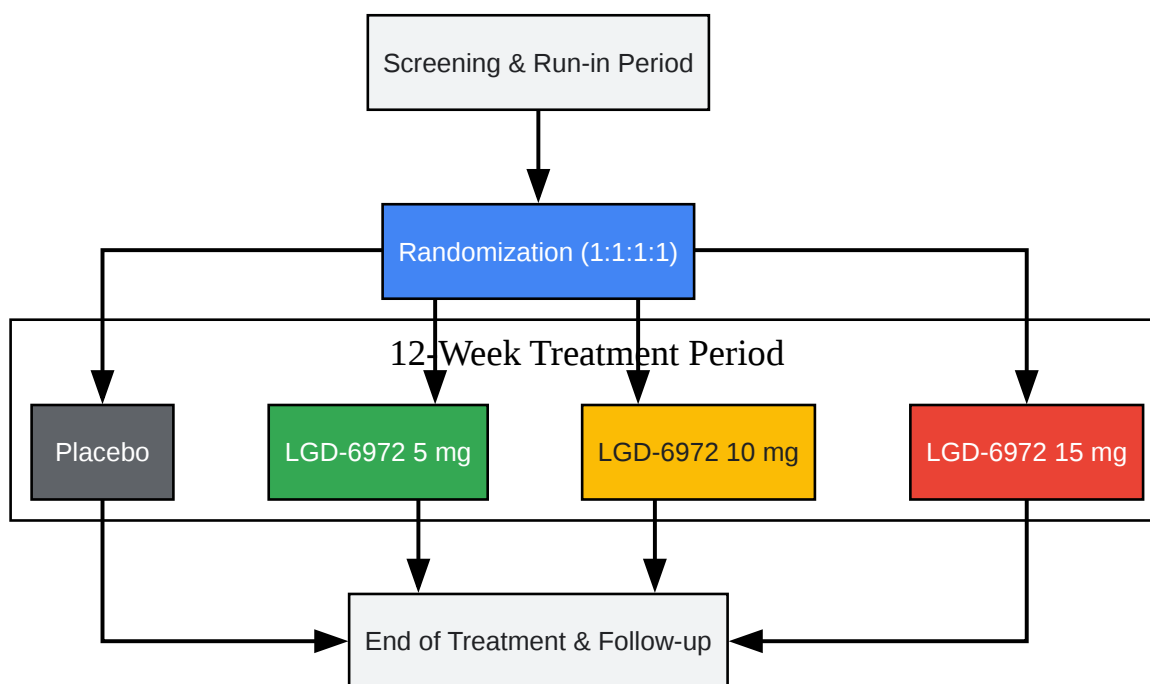 Screening & Run-in Period
Randomization (1:1:1:1)
12-Week Treatment Period
Placebo
LGD-6972 5 mg
LGD-6972 10 mg
LGD-6972 15 mg
End of Treatment & Follow-up